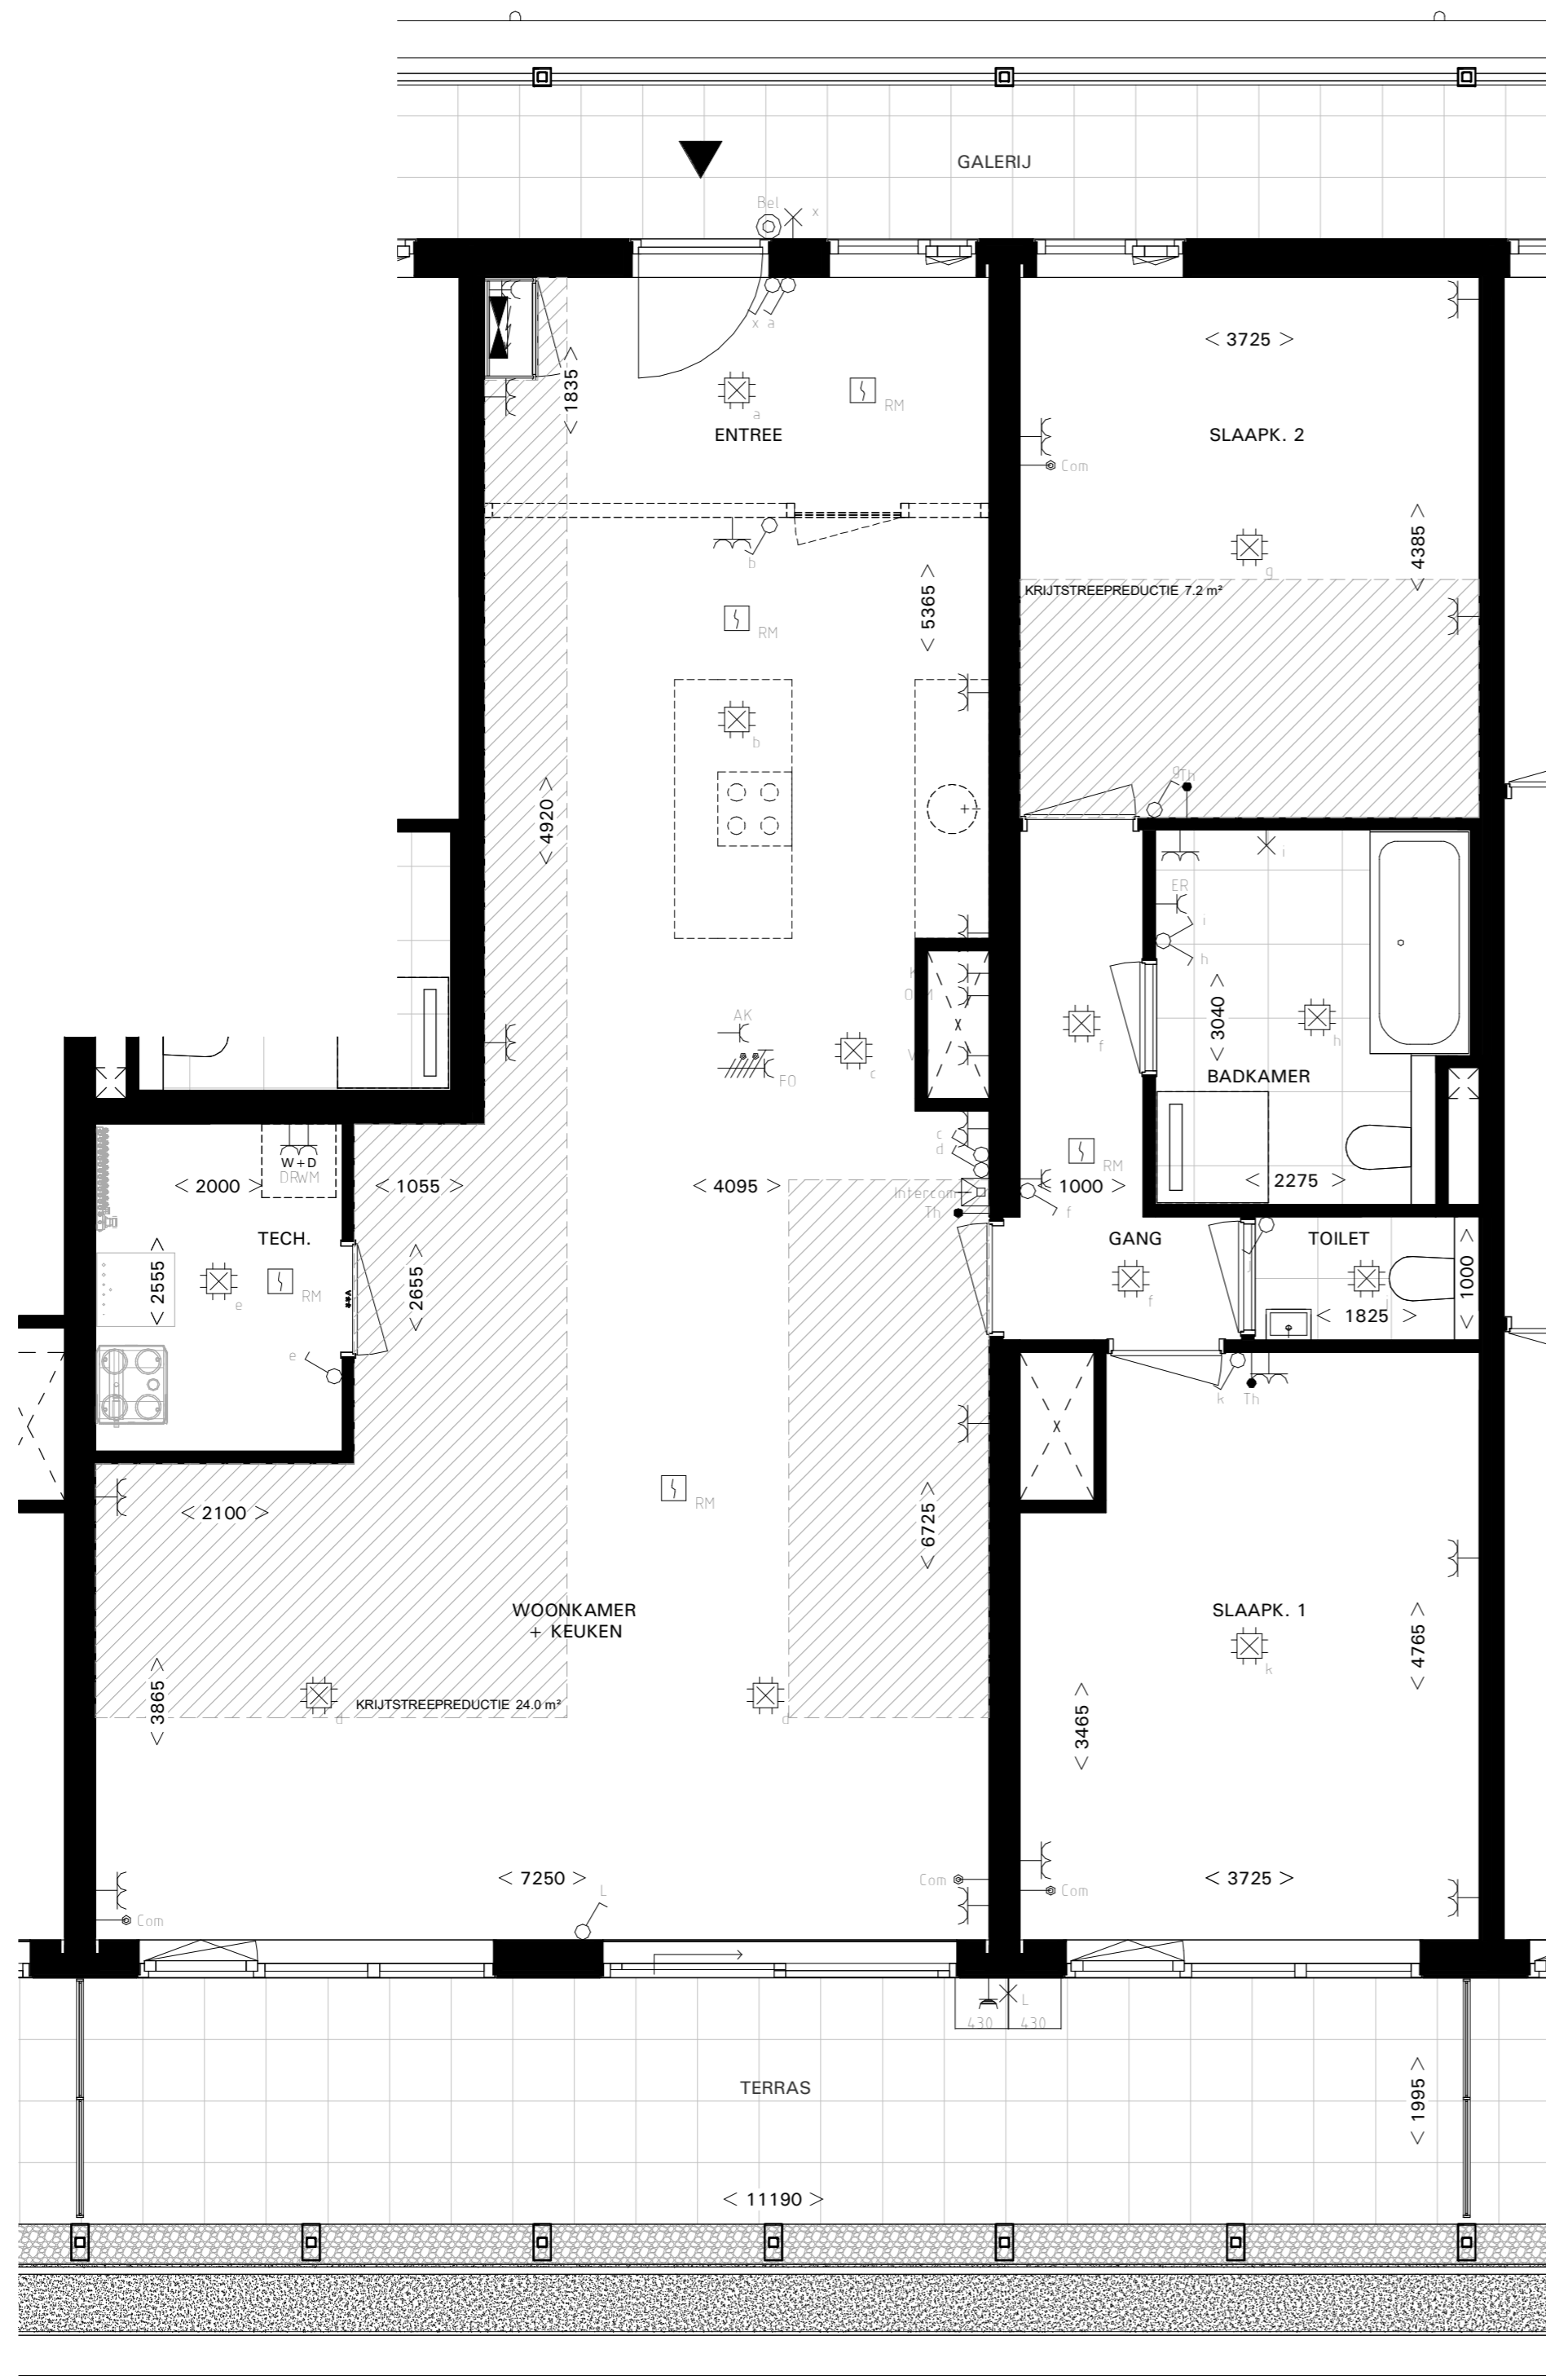 GALERIJ
Bel
x
x a
< 3725 >
< 1835 >
a
RM
ENTREE
SLAAPK. 2
Com
< 4385 >
b
g
< 5365 >
KRIJTSTREEPREDUCTIE 7.2 m²
RM
b
g
Th
< 4920 >
i
ER
i
h
< 3040 >
AK
FO
c
f
h
BADKAMER
c
d
RM
W+D
DRWM
< 2000 >
< 1055 >
< 4095 >
Intercom
Th
< 1000 >
f
< 2275 >
TECH.
GANG
TOILET
< 2555 >
< 2655 >
< 1000 >
e
RM
f
< 1825 >
e
k
Th
RM
< 2100 >
< 6725 >
WOONKAMER
+ KEUKEN
SLAAPK. 1
< 3865 >
< 4765 >
k
< 3465 >
KRIJTSTREEPREDUCTIE 24.0 m²
d
d
< 7250 >
L
Com
< 3725 >
Com
Com
L
430
430
TERRAS
< 1995 >
< 11190 >